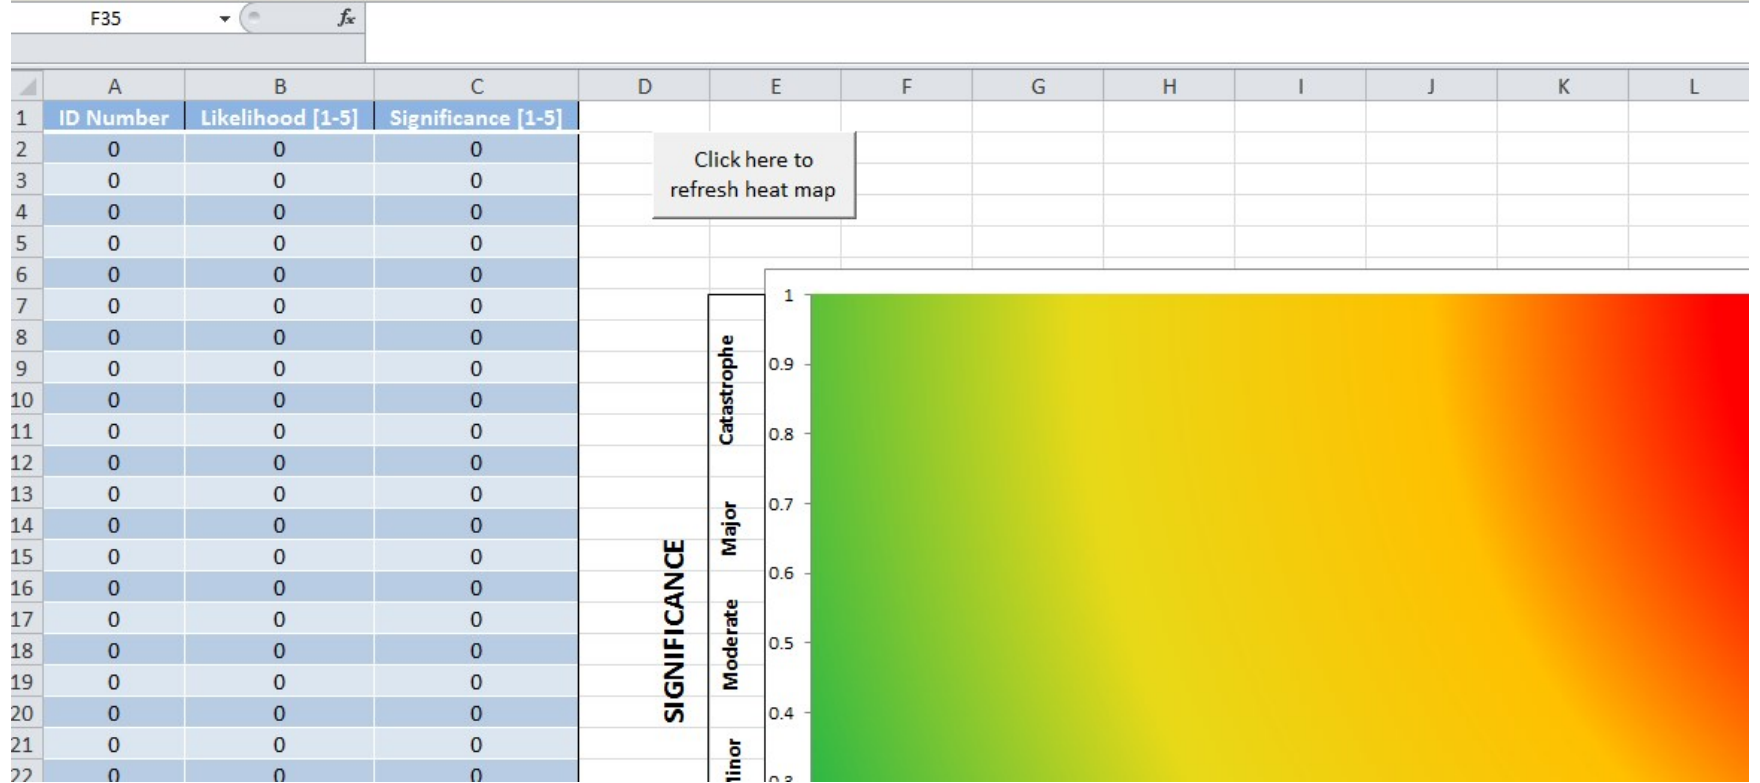 F35 fx
A B C D E F G H I J K L
1 ID Number Likelihood [1-5] Significance [1-5]
2 0 0 0
3 0 0 0
4 0 0 0
5 0 0 0
6 0 0 0
7 0 0 0
8 0 0 0
9 0 0 0
10 0 0 0
11 0 0 0
12 0 0 0
13 0 0 0
14 0 0 0
15 0 0 0
16 0 0 0
17 0 0 0
18 0 0 0
19 0 0 0
20 0 0 0
21 0 0 0
22 0 0 0
Click here to
refresh heat map
SIGNIFICANCE
Catastrophe
Major
Moderate
Minor
1
0.9
0.8
0.7
0.6
0.5
0.4
0.3